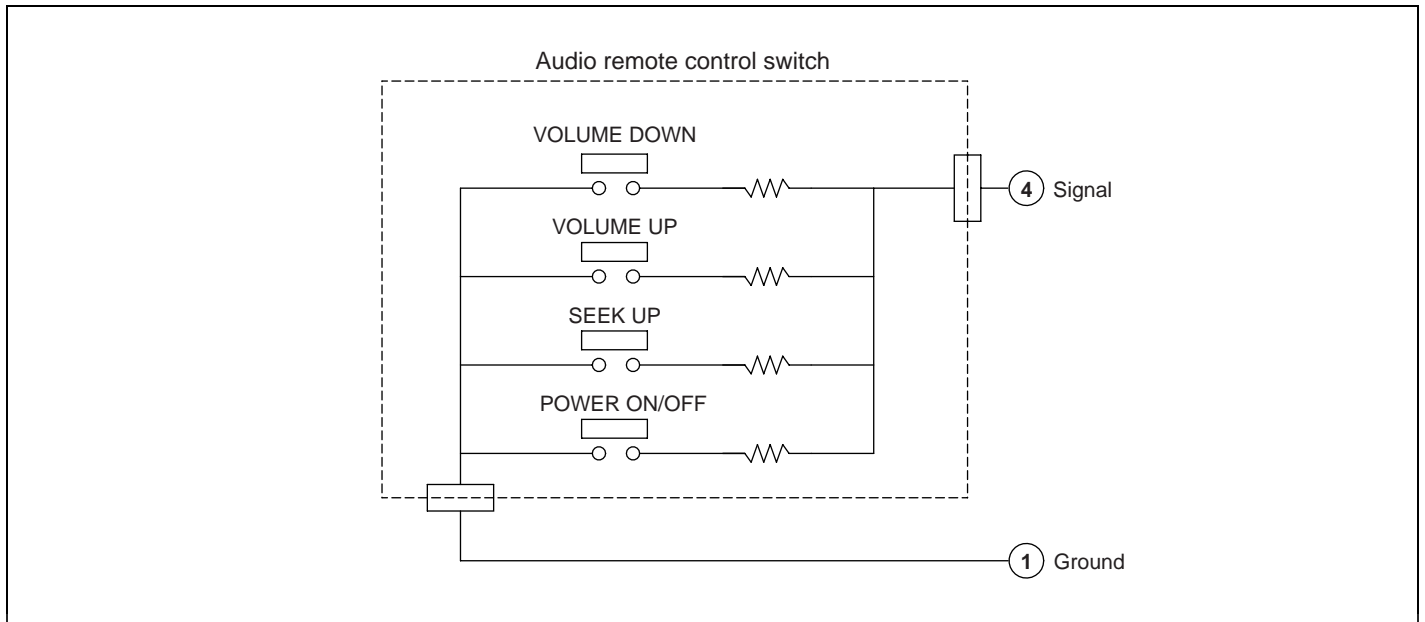 Audio remote control switch
VOLUME DOWN
4 Signal
VOLUME UP
SEEK UP
POWER ON/OFF
1 Ground